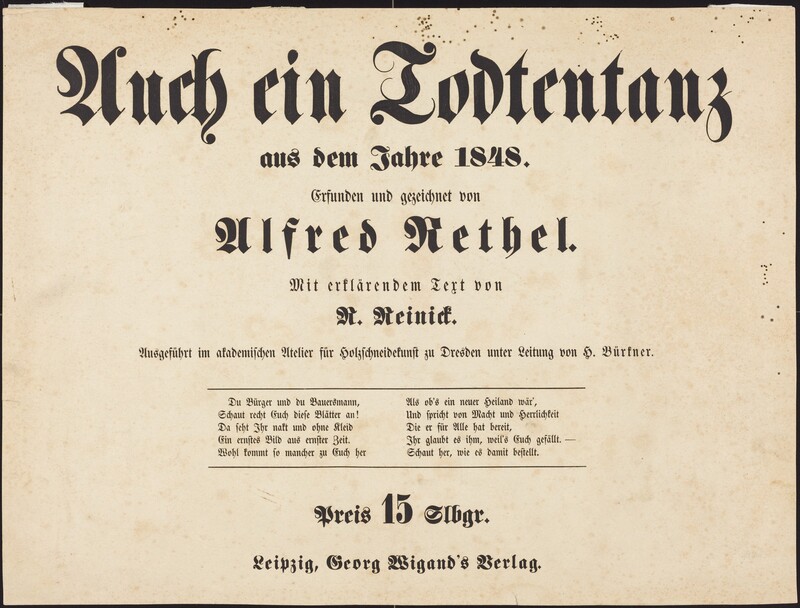 Auch ein Todtentanz
aus dem Jahre 1848.
Erfunden und gezeichnet von
Alfred Rethel.
Mit erklärendem Text von
R. Reinick.
Ausgeführt im akademischen Atelier für Holzschneidekunst zu Dresden unter Leitung von H. Bürkner.
Du Bürger und du Bauersmann,
Schaut recht Euch diese Blätter an!
Da seht Ihr nakt und ohne Kleid
Ein ernstes Bild aus ernster Zeit.
Wohl kommt so mancher zu Euch her
Als ob's ein neuer Heiland wär',
Und spricht von Macht und Herrlichkeit
Die er für Alle hat bereit,
Ihr glaubt es ihm, weil's Euch gefällt. —
Schaut her, wie es damit bestellt.
Preis 15 Slbgr.
Leipzig, Georg Wigand's Verlag.